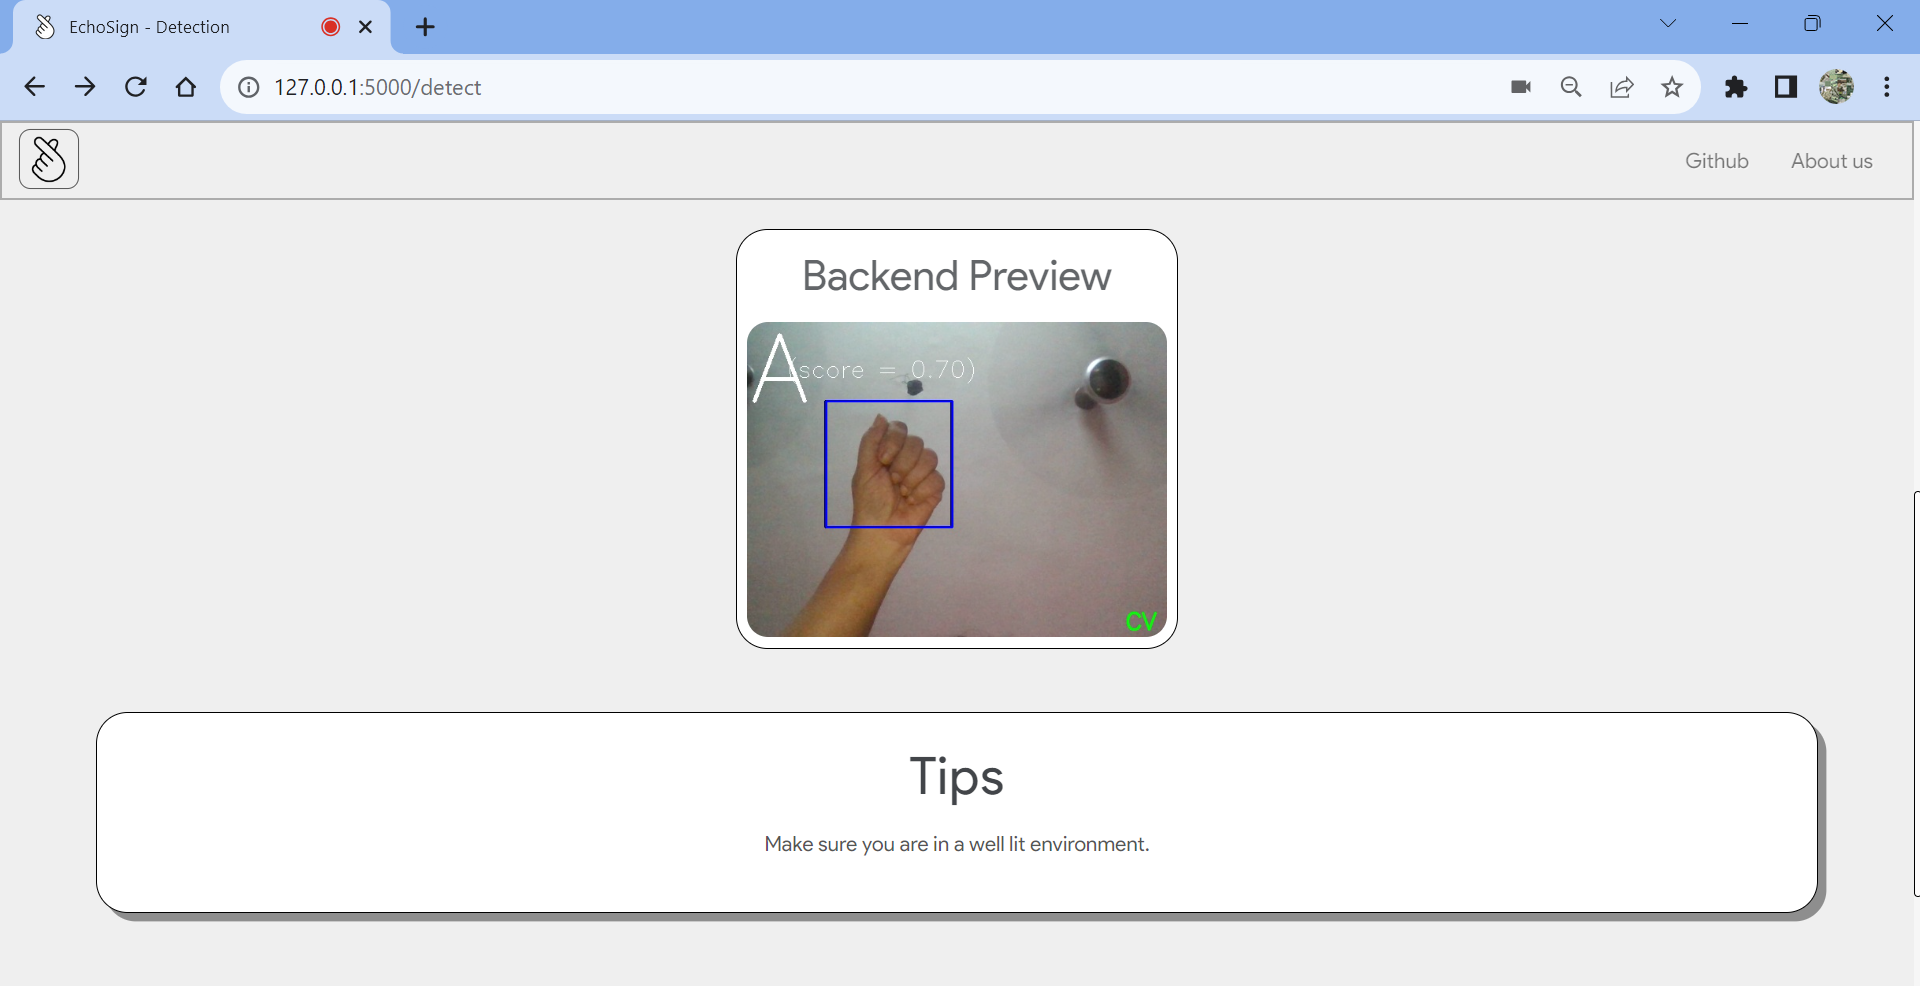 EchoSign - Detection
127.0.0.1:5000/detect
Github
About us
Backend Preview
A
(score = 0.70)
CV
Tips
Make sure you are in a well lit environment.